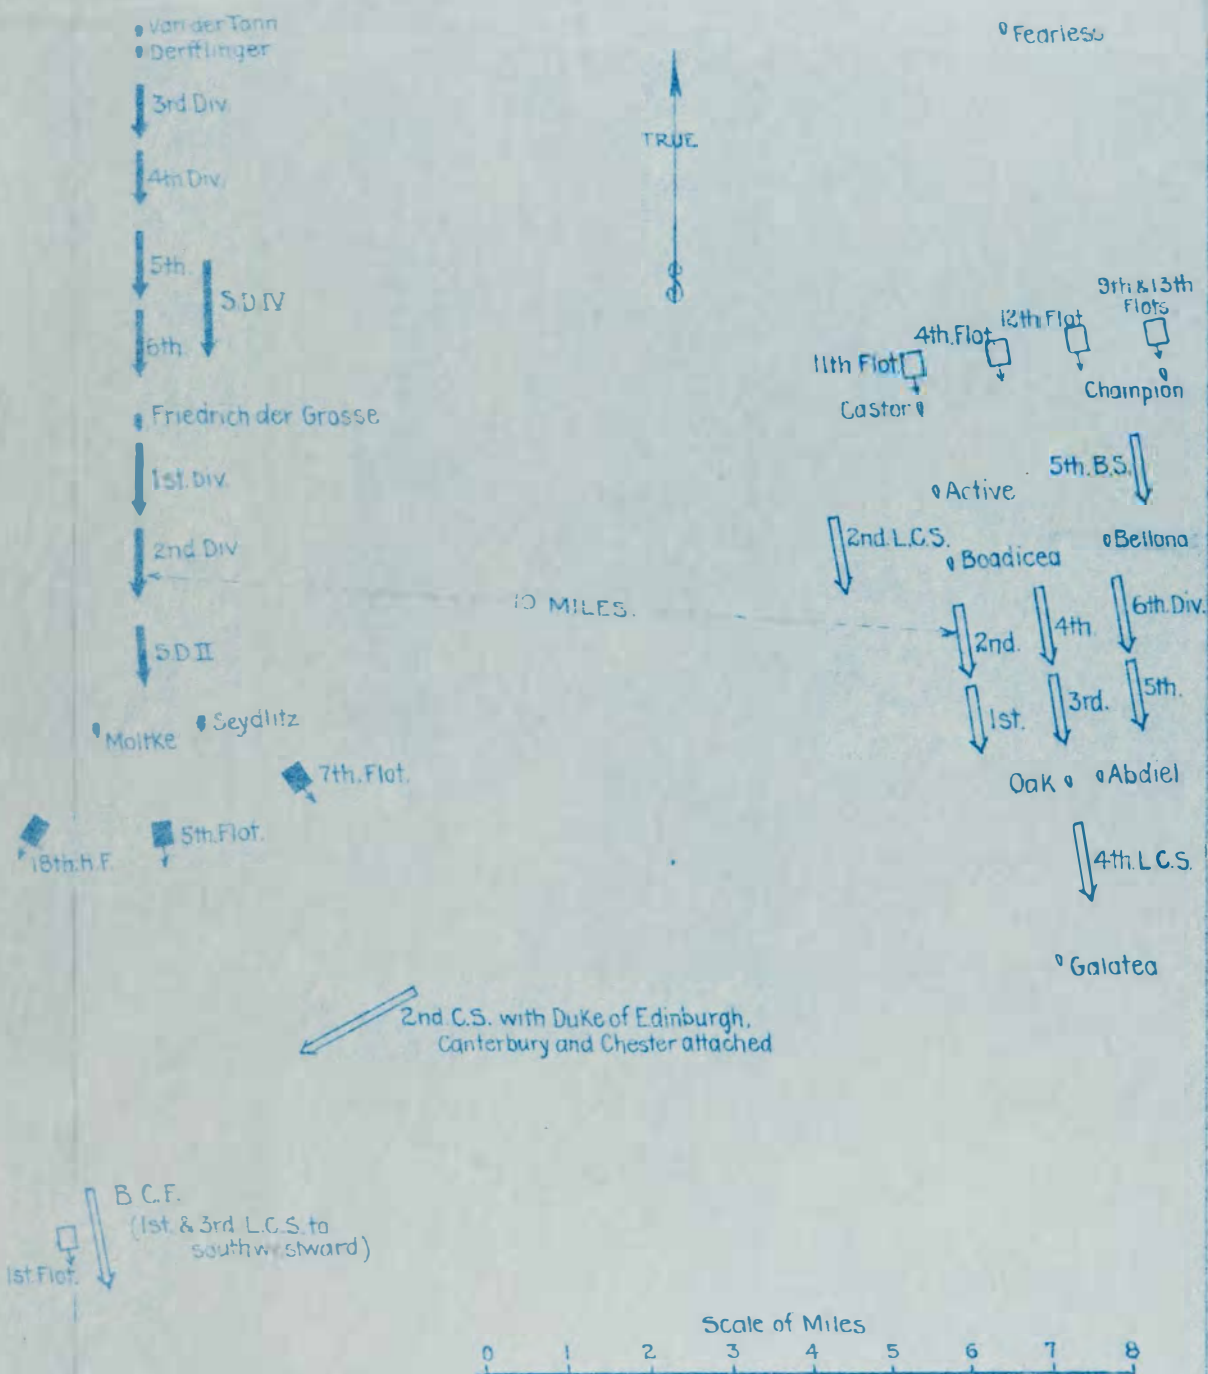 Van der Tann
Derfflinger
Fearless
3rd Div.
TRUE
4th Div.
5th.
S.D.IV
6th
9th & 13th
Flots
12th Flot
4th. Flot
11th Flot.
Champion
Castor
Friedrich der Grosse
5th. B.S.
1st. Div.
Active
2nd Div
2nd. L.C.S.
Boadicea
Bellona
10 MILES.
6th. Div.
4th.
2nd.
S.D.II
5th.
3rd.
1st.
Seydlitz
Moltke
7th. Flot.
Oak
Abdiel
5th. Flot.
18th. H.F.
4th. L.C.S.
Galatea
2nd. C.S. with Duke of Edinburgh,
Canterbury and Chester attached
B.C.F.
(1st. & 3rd L.C.S. to
southw stward)
1st. Flot.
Scale of Miles
0 1 2 3 4 5 6 7 8